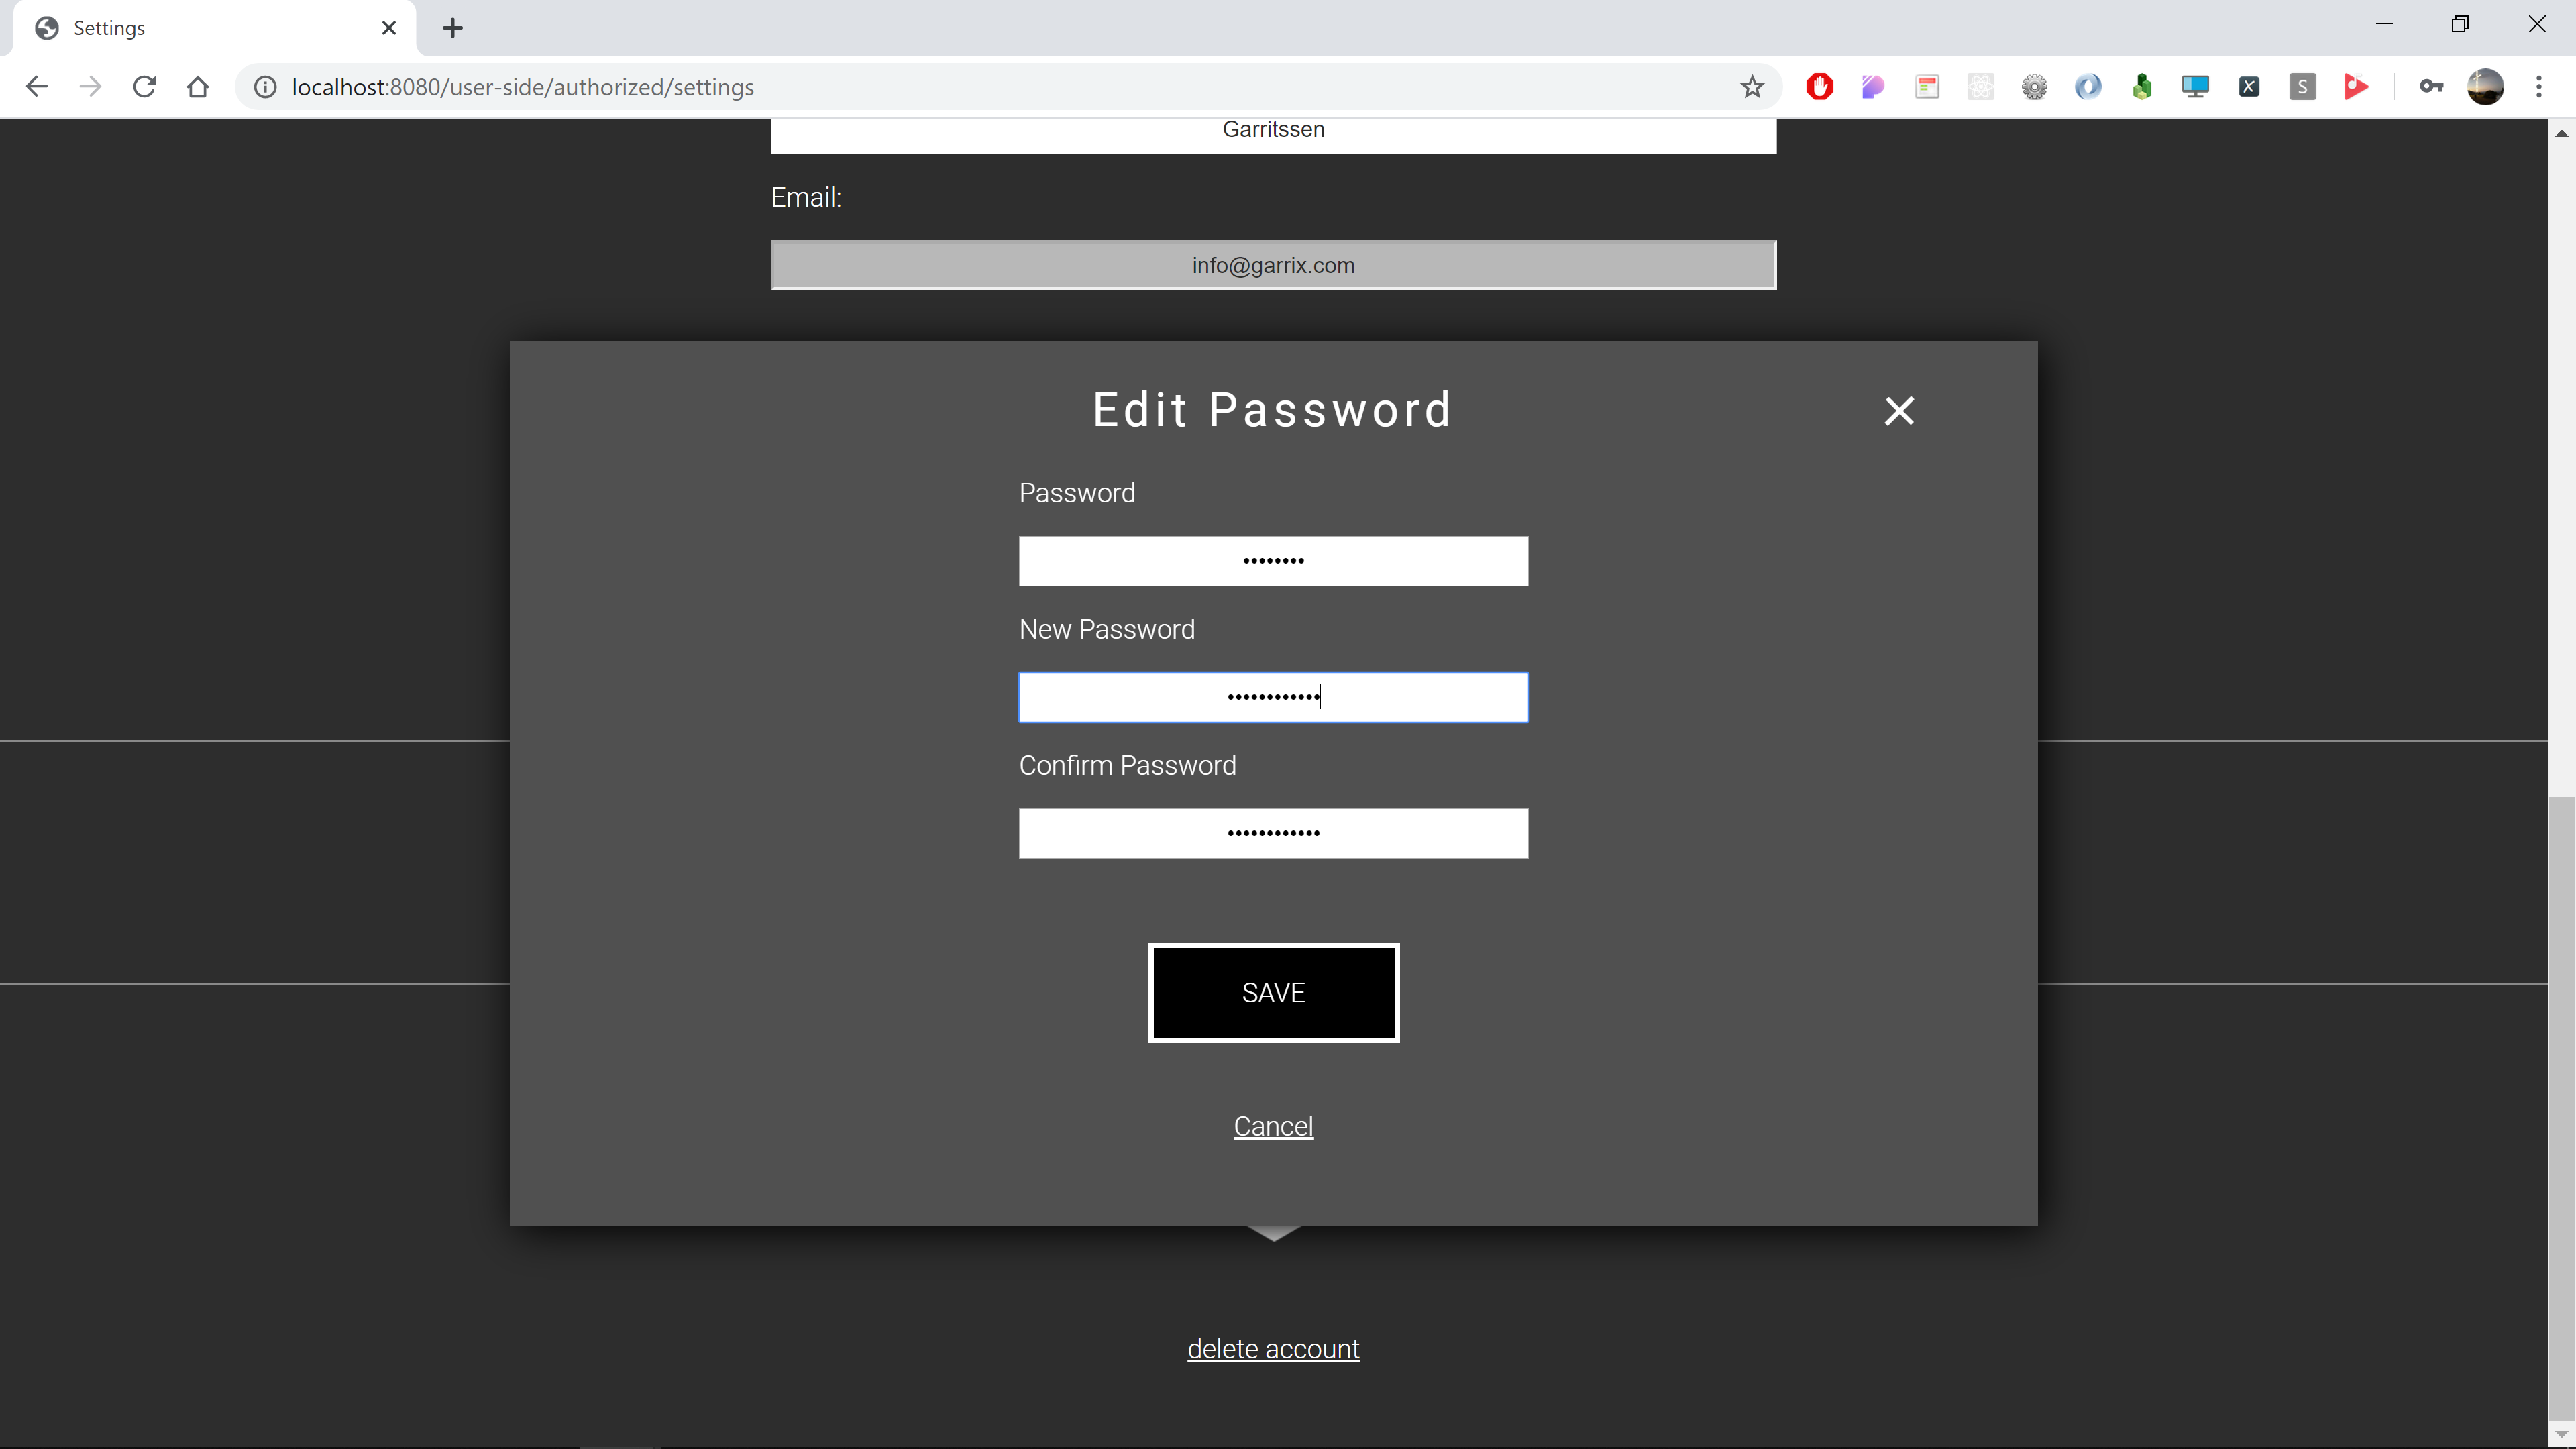 Settings
localhost:8080/user-side/authorized/settings
X
S
Garritssen
Email:
info@garrix.com
Edit Password
Password
••••••••
New Password
••••••••••••
Confirm Password
••••••••••••
SAVE
Cancel
delete account